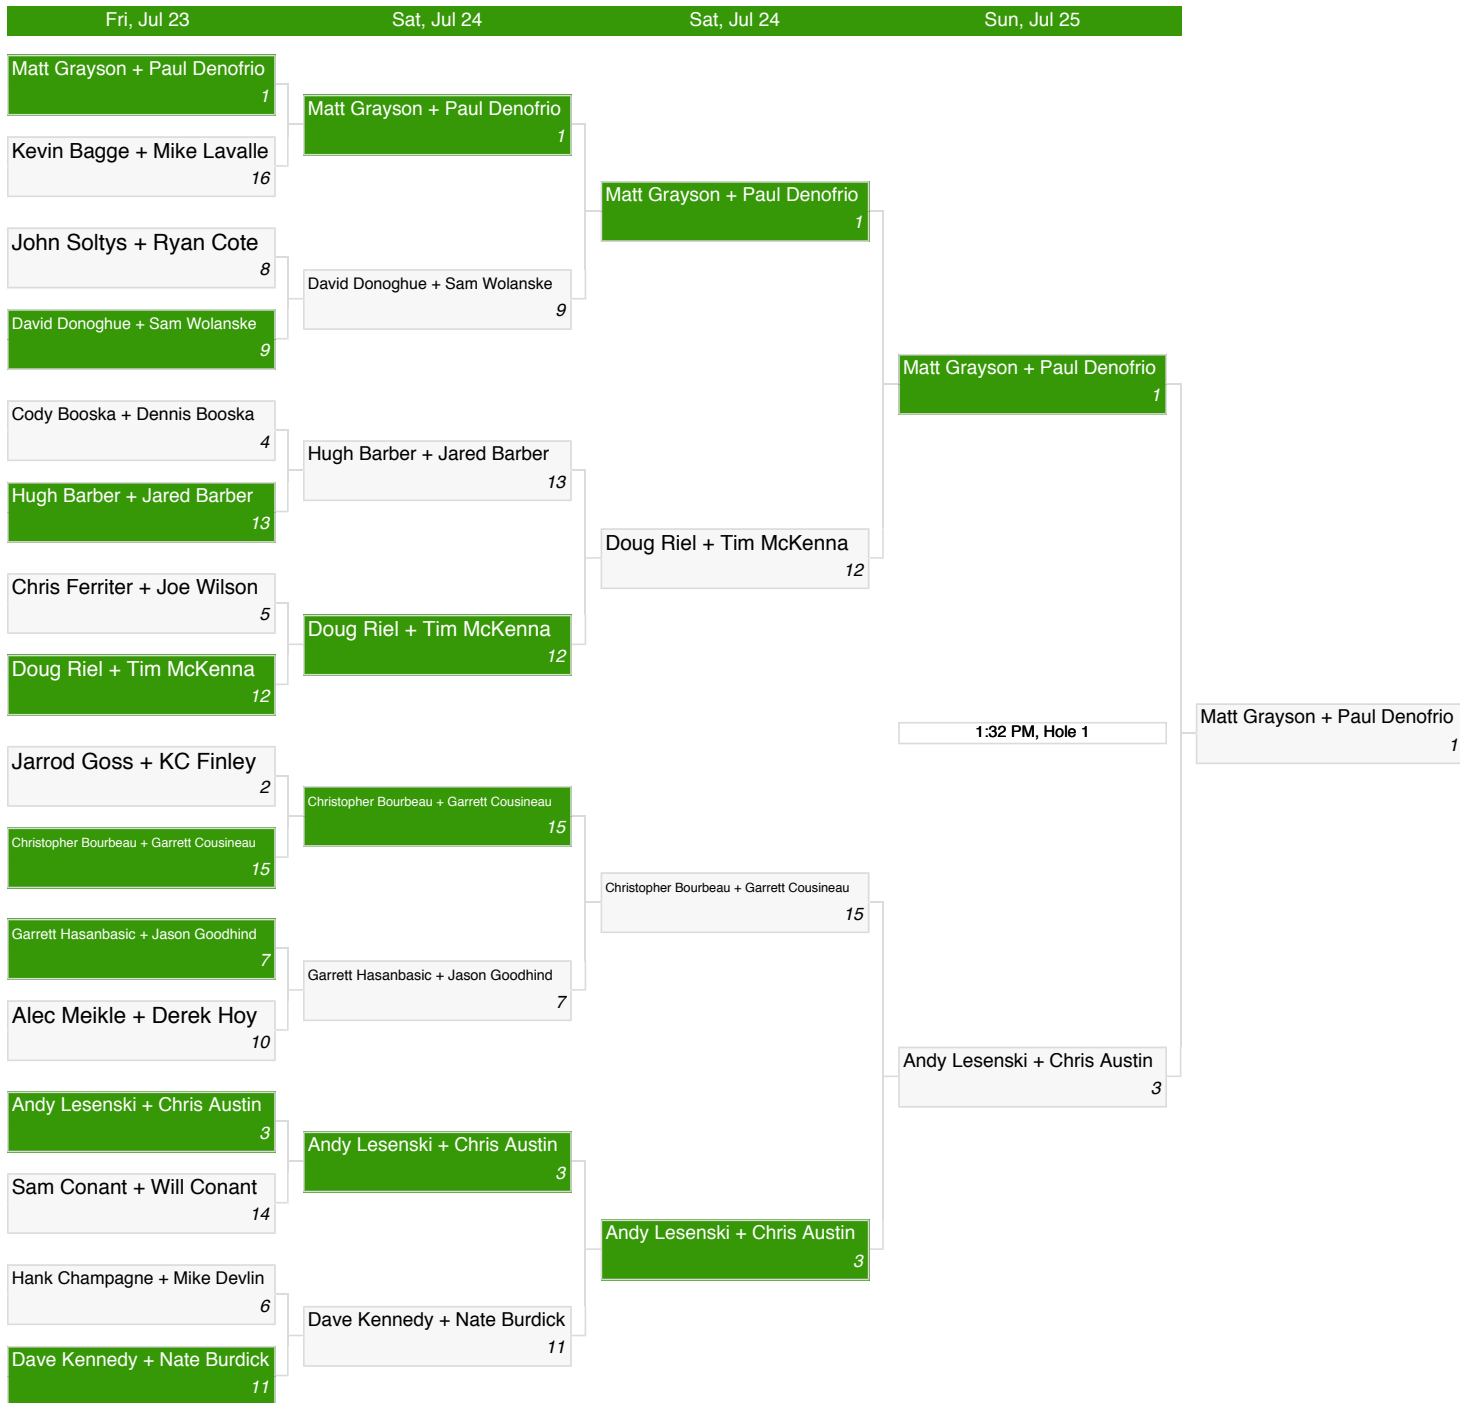 Fri, Jul 23
Sat, Jul 24
Sat, Jul 24
Sun, Jul 25
Matt Grayson + Paul Denofrio
1
Kevin Bagge + Mike Lavalle
16
John Soltys + Ryan Cote
8
David Donoghue + Sam Wolanske
9
Cody Booska + Dennis Booska
4
Hugh Barber + Jared Barber
13
Chris Ferriter + Joe Wilson
5
Doug Riel + Tim McKenna
12
Jarrod Goss + KC Finley
2
Christopher Bourbeau + Garrett Cousineau
15
Garrett Hasanbasic + Jason Goodhind
7
Alec Meikle + Derek Hoy
10
Andy Lesenski + Chris Austin
3
Sam Conant + Will Conant
14
Hank Champagne + Mike Devlin
6
Dave Kennedy + Nate Burdick
11
Matt Grayson + Paul Denofrio
1
David Donoghue + Sam Wolanske
9
Hugh Barber + Jared Barber
13
Doug Riel + Tim McKenna
12
Christopher Bourbeau + Garrett Cousineau
15
Garrett Hasanbasic + Jason Goodhind
7
Andy Lesenski + Chris Austin
3
Dave Kennedy + Nate Burdick
11
Matt Grayson + Paul Denofrio
1
Doug Riel + Tim McKenna
12
Christopher Bourbeau + Garrett Cousineau
15
Andy Lesenski + Chris Austin
3
Matt Grayson + Paul Denofrio
1
1:32 PM, Hole 1
Andy Lesenski + Chris Austin
3
Matt Grayson + Paul Denofrio
1